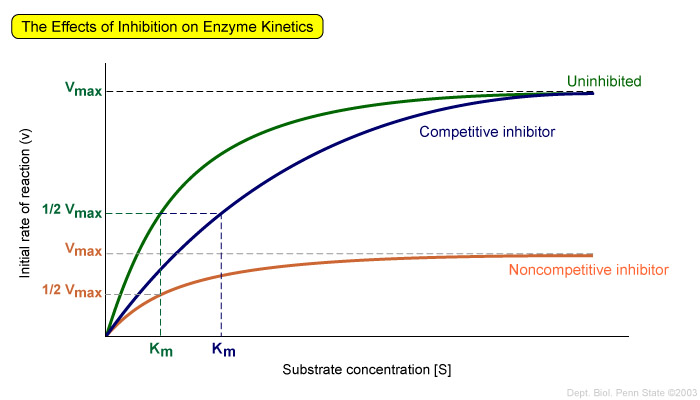 The Effects of Inhibition on Enzyme Kinetics
Vmax
Uninhibited
Competitive inhibitor
Initial rate of reaction (v)
1/2 Vmax
Vmax
Noncompetitive inhibitor
1/2 Vmax
Km
Km
Substrate concentration [S]
Dept. Biol. Penn State ©2003